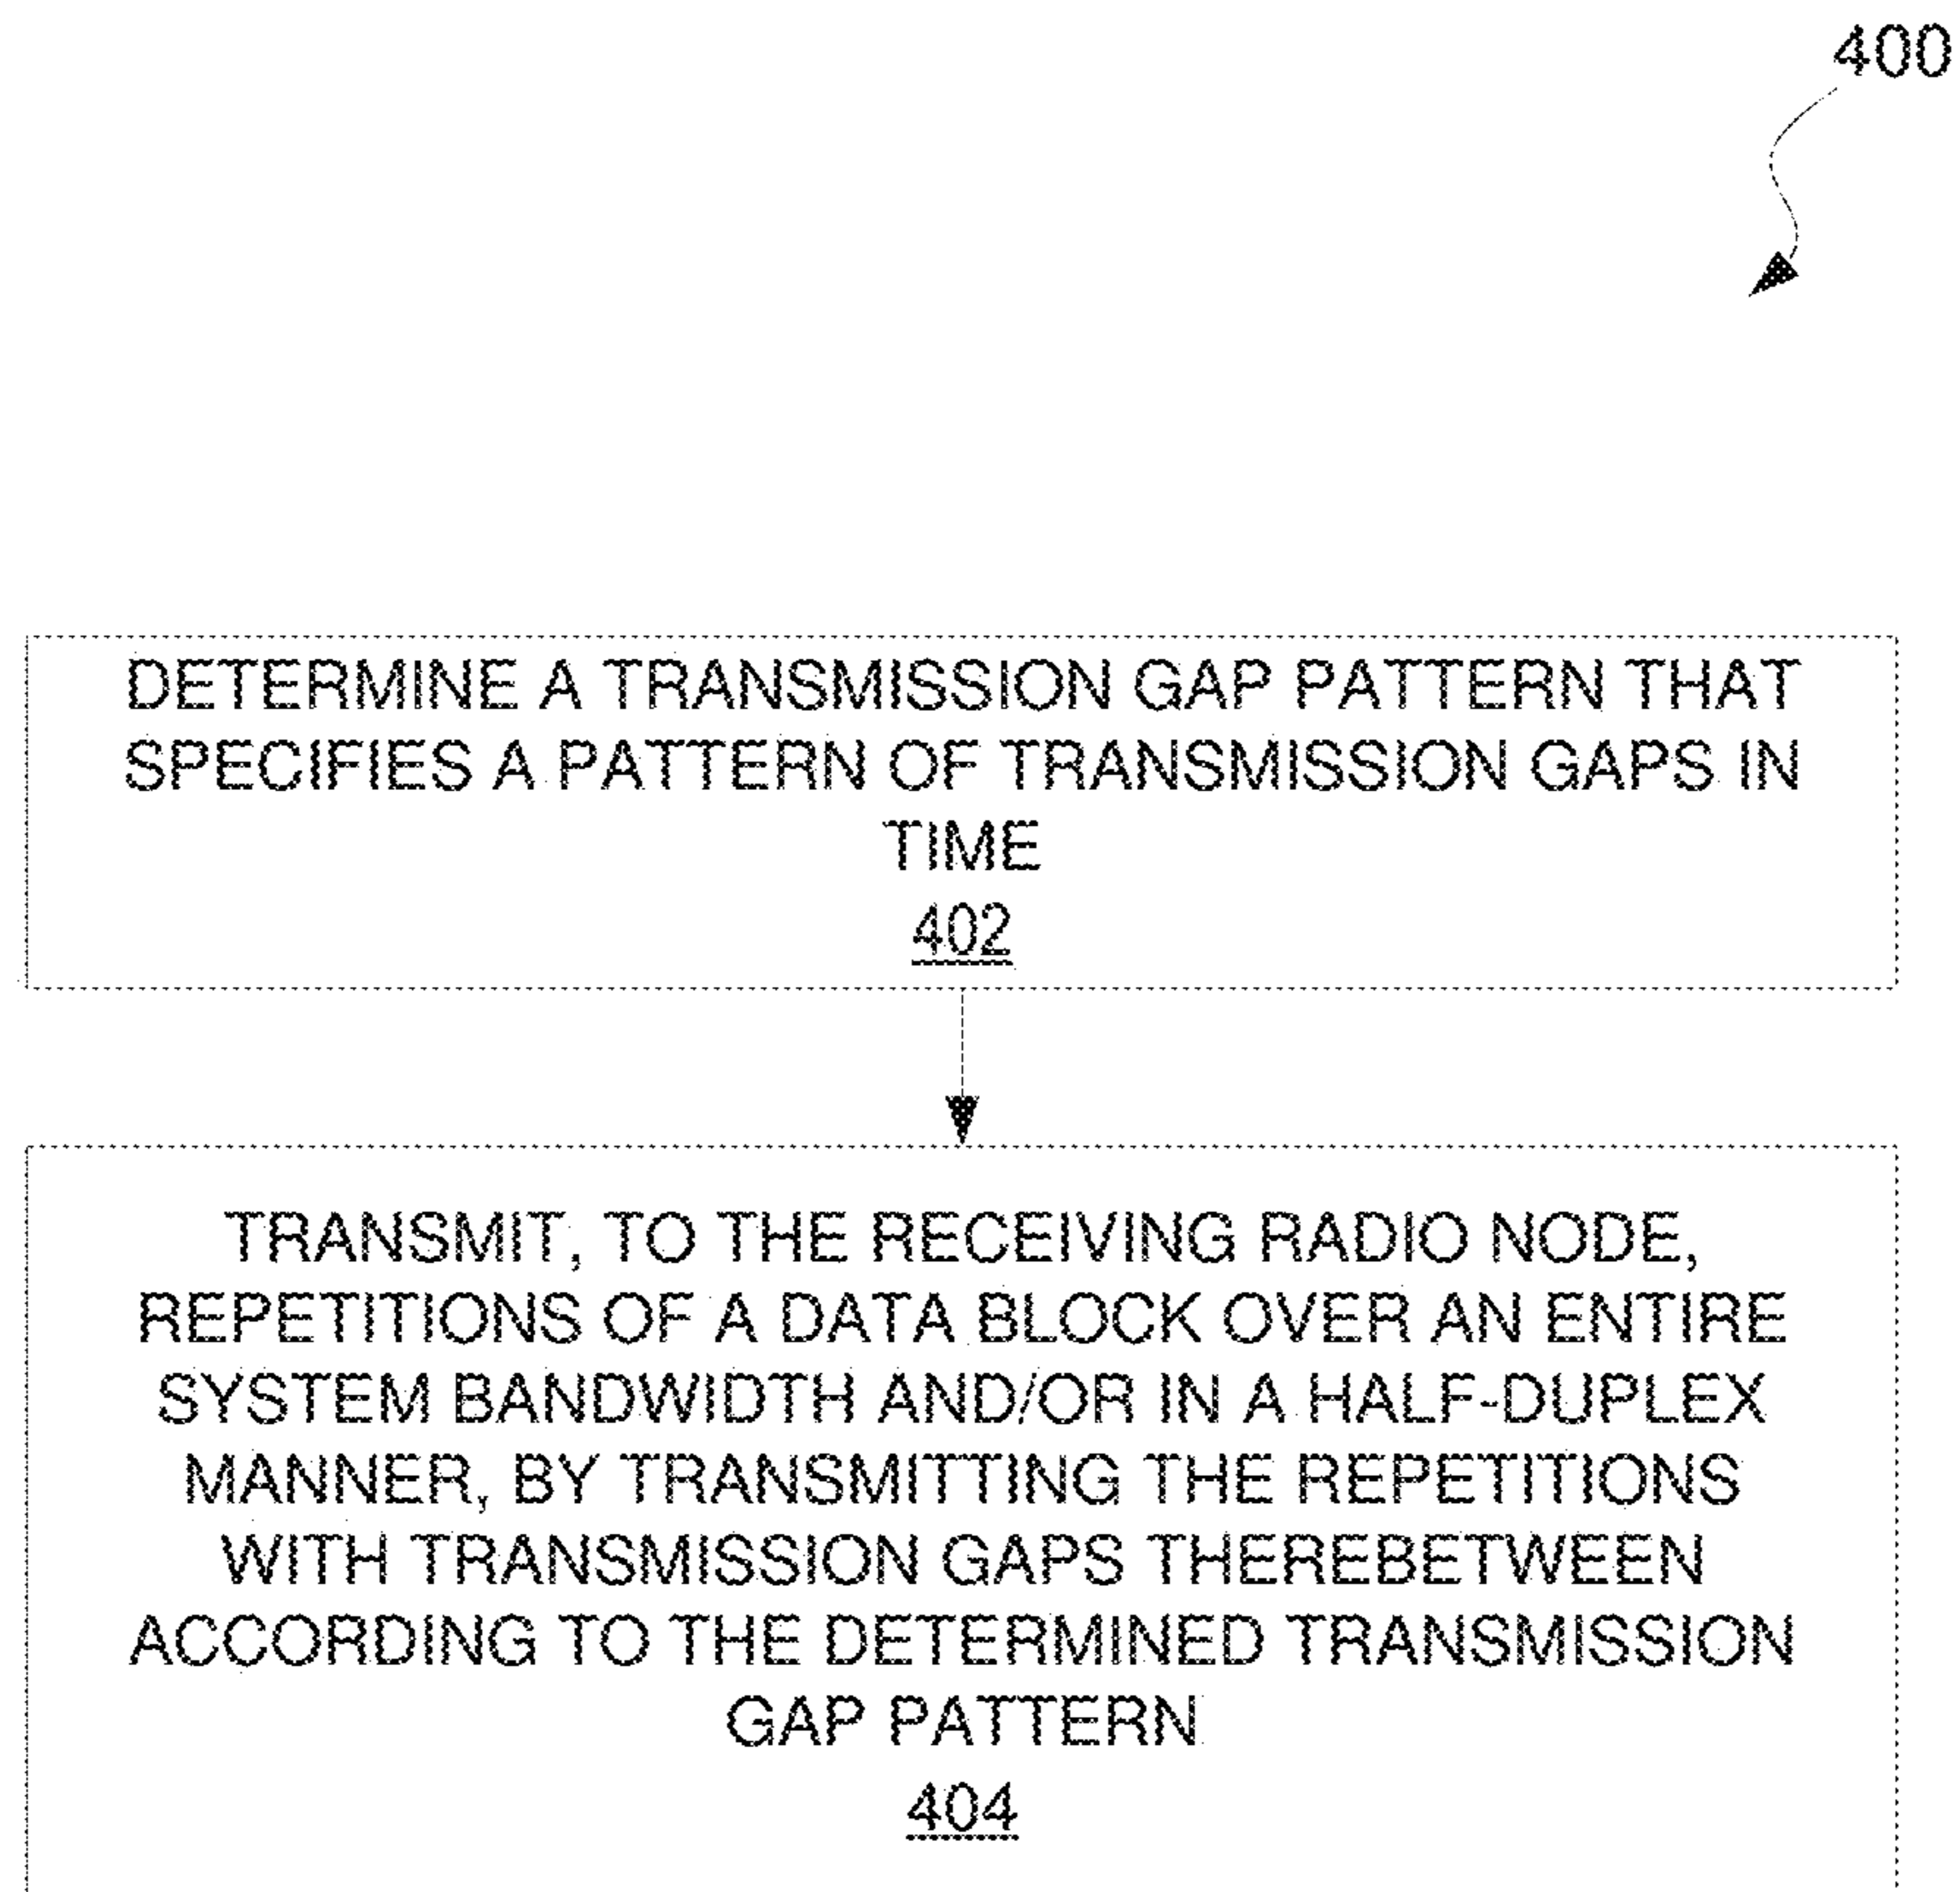 400
DETERMINE A TRANSMISSION GAP PATTERN THAT
SPECIFIES A PATTERN OF TRANSMISSION GAPS IN
TIME
402
TRANSMIT, TO THE RECEIVING RADIO NODE,
REPETITIONS OF A DATA BLOCK OVER AN ENTIRE
SYSTEM BANDWIDTH AND/OR IN A HALF-DUPLEX
MANNER, BY TRANSMITTING THE REPETITIONS
WITH TRANSMISSION GAPS THEREBETWEEN
ACCORDING TO THE DETERMINED TRANSMISSION
GAP PATTERN
404